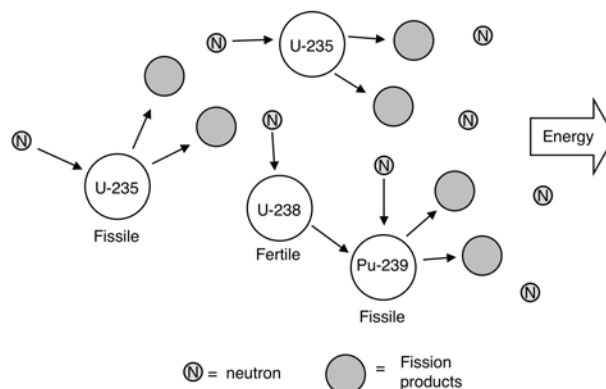 N
U-235
N
N
N
Energy
N
U-235
N
U-238
N
Fissile
Fertile
Pu-239
N
Fissile
N = neutron
= Fission
products